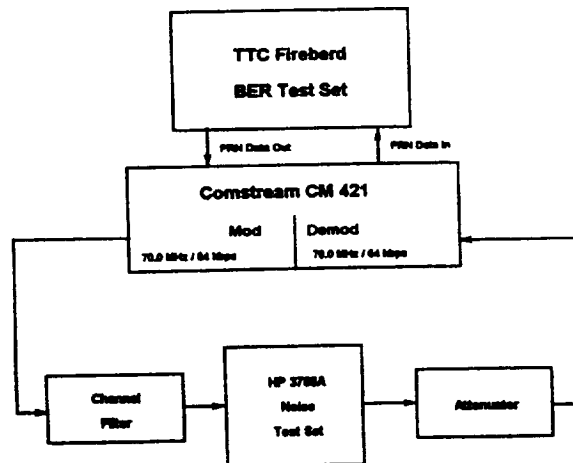 TTC Fireberd
BER Test Set
PRN Data Out
PRN Data In
Comstream CM 421
Mod
Demod
70.0 MHz / 64 kbps
70.0 MHz / 64 kbps
Channel
Filter
HP 3708A
Noise
Test Set
Attenuator